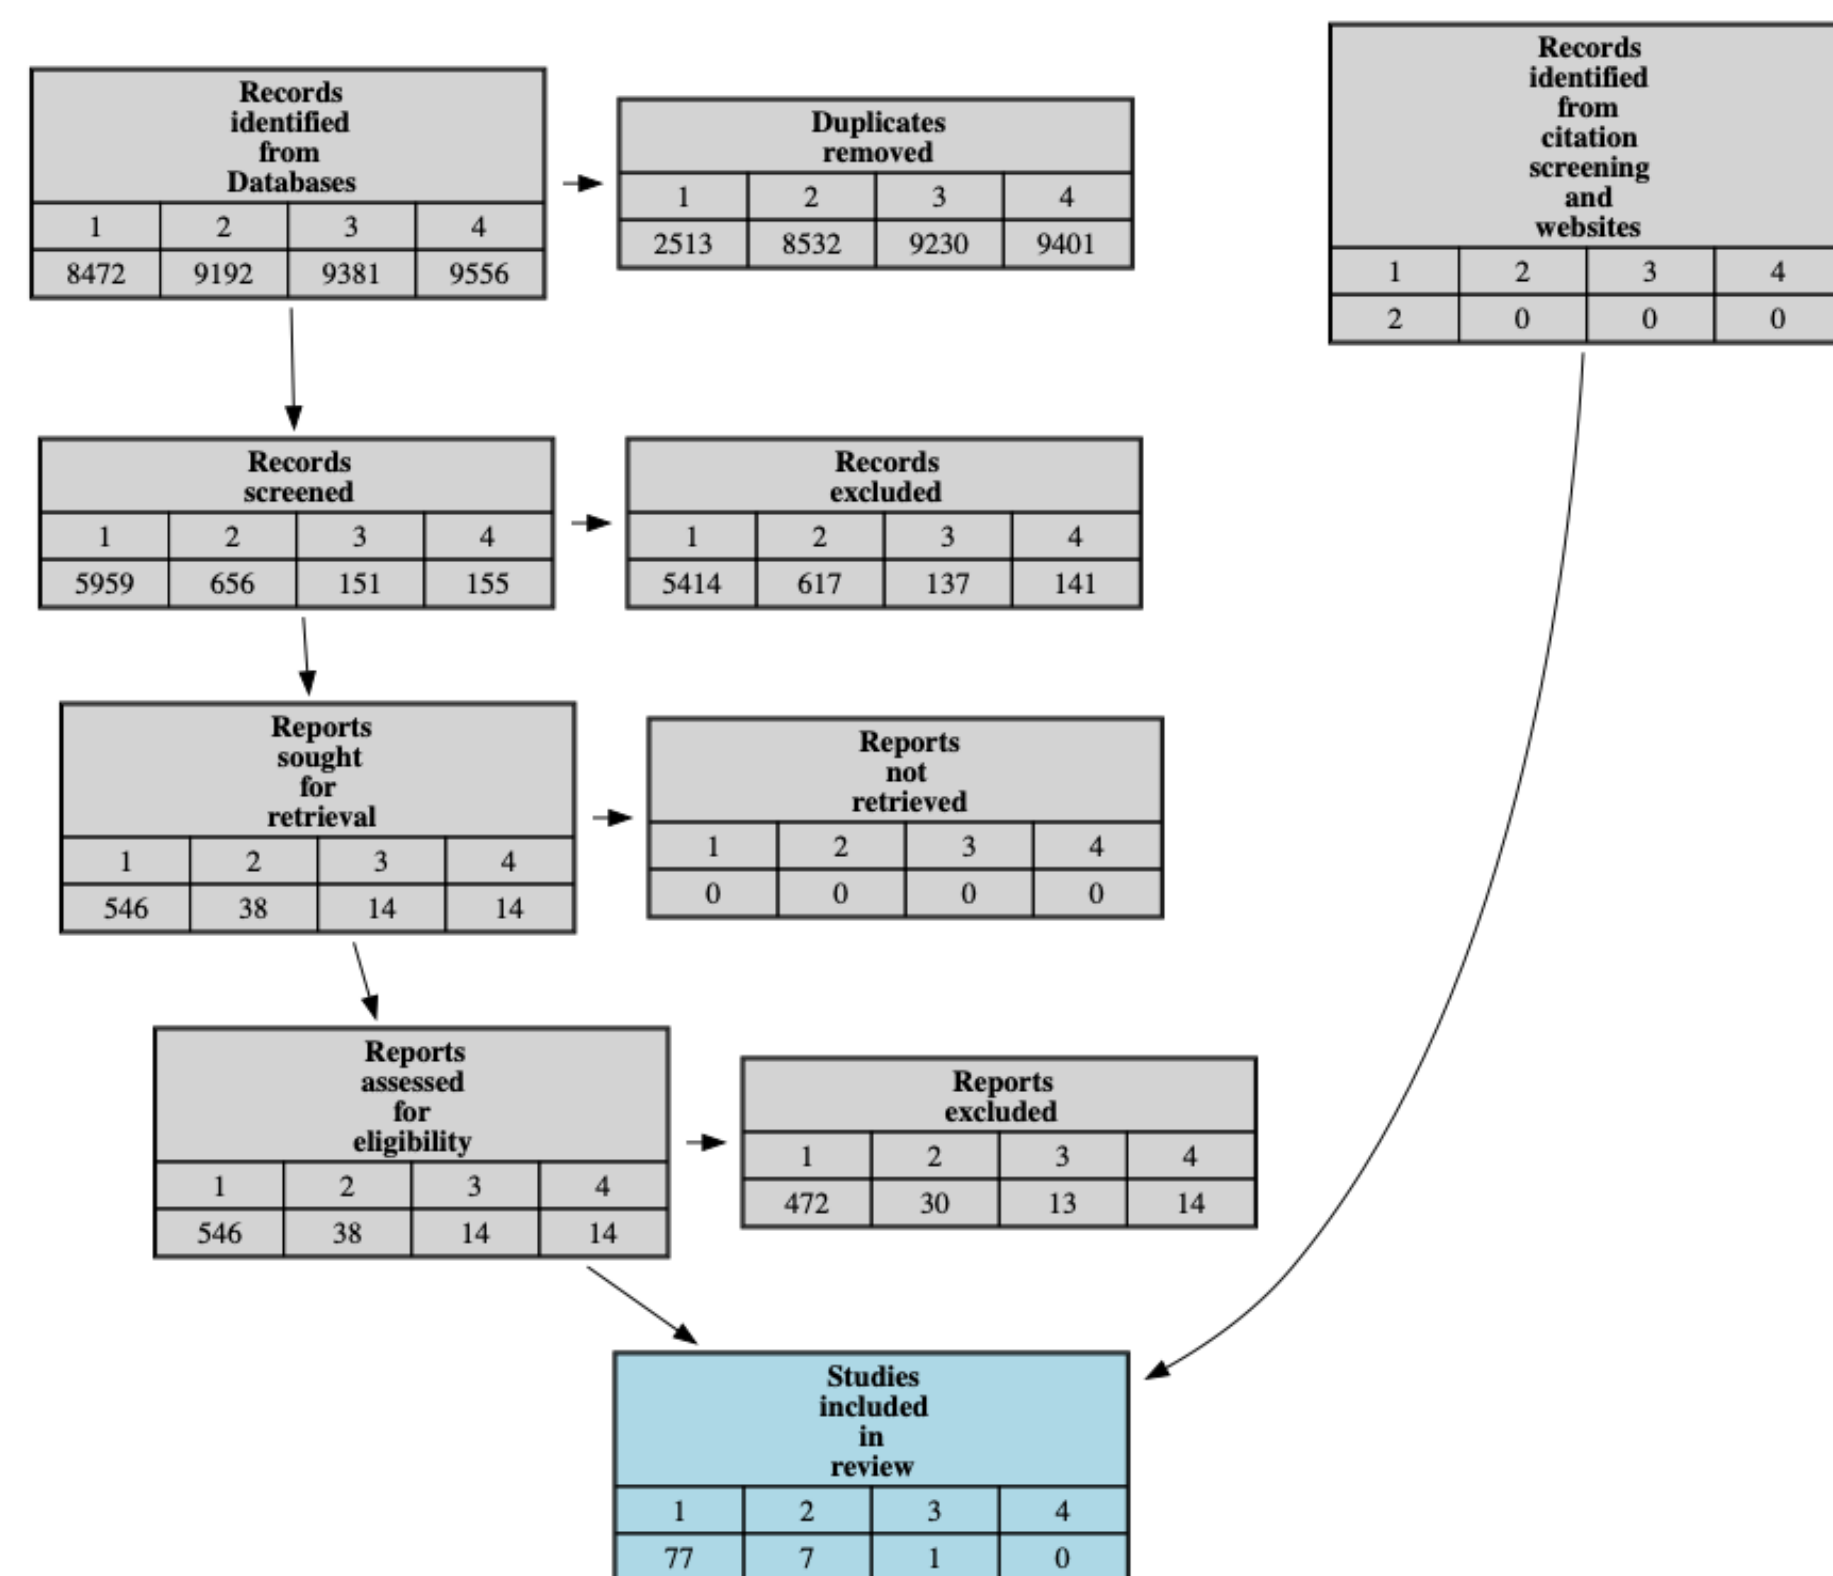 Records
identified
from
Databases
1 2 3 4
8472 9192 9381 9556
Duplicates
removed
1 2 3 4
2513 8532 9230 9401
Records
identified
from
citation
screening
and
websites
1 2 3 4
2 0 0 0
Records
screened
1 2 3 4
5959 656 151 155
Records
excluded
1 2 3 4
5414 617 137 141
Reports
sought
for
retrieval
1 2 3 4
546 38 14 14
Reports
not
retrieved
1 2 3 4
0 0 0 0
Reports
assessed
for
eligibility
1 2 3 4
546 38 14 14
Reports
excluded
1 2 3 4
472 30 13 14
Studies
included
in
review
1 2 3 4
77 7 1 0